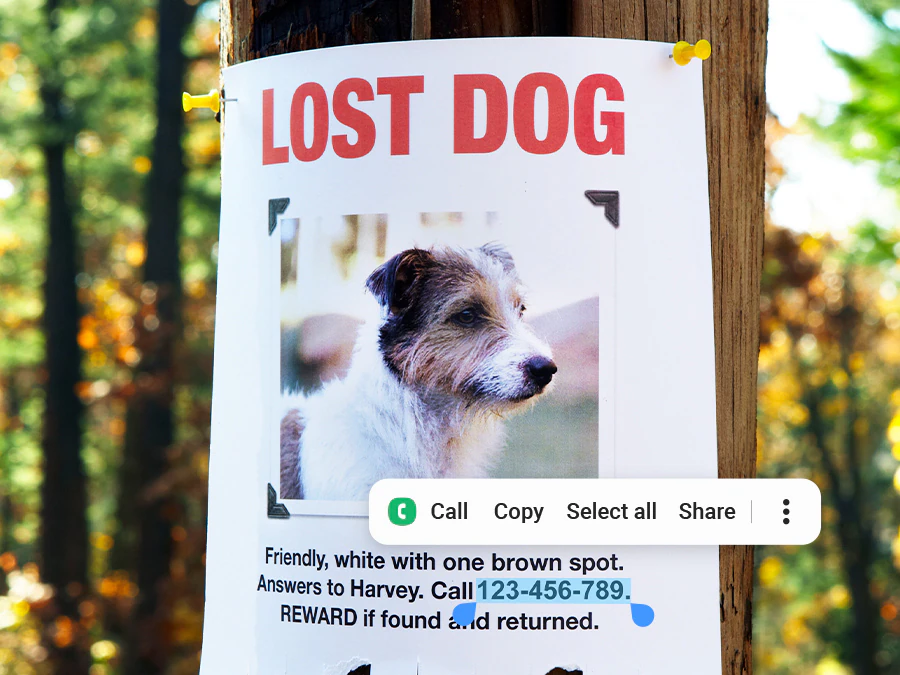 LOST DOG
Call Copy Select all Share
Friendly, white with one brown spot.
Answers to Harvey. Call 123-456-789.
REWARD if found and returned.